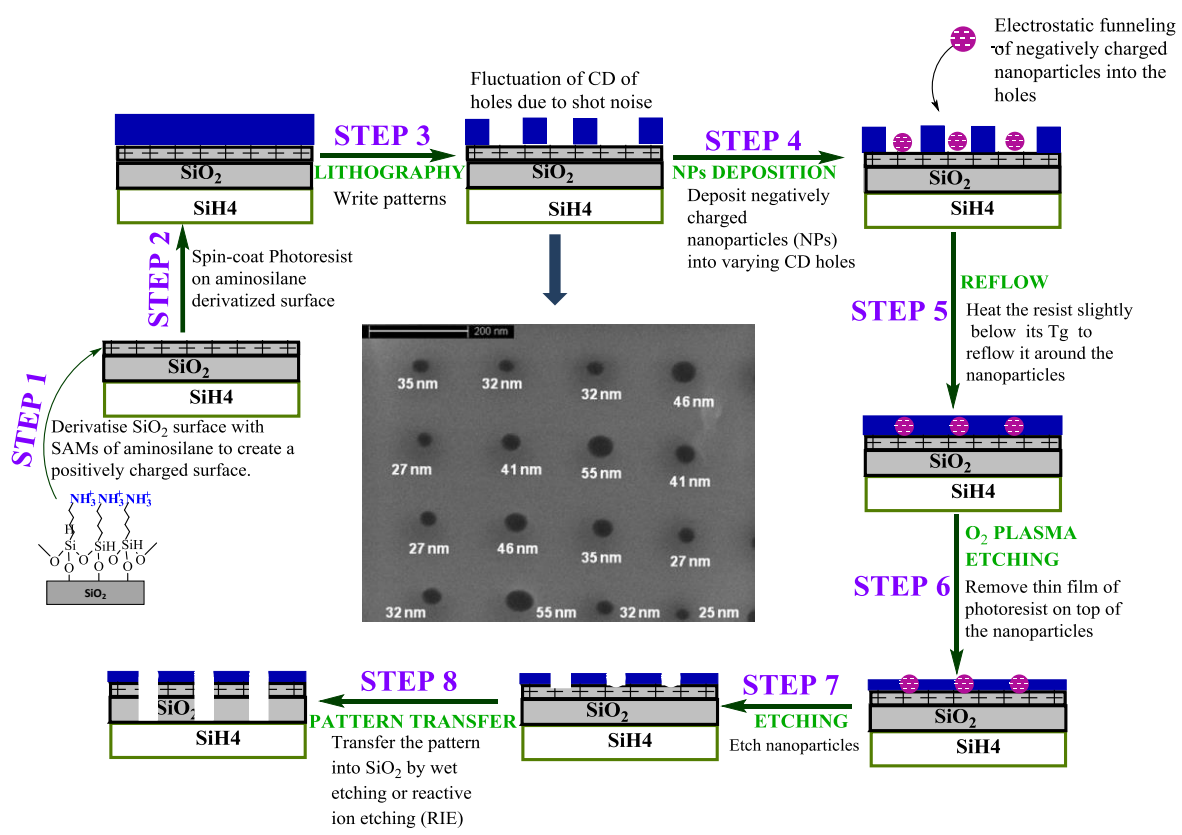 STEP 1
Derivatise SiO2 surface with
SAMs of aminosilane to create a
positively charged surface.
SiO2
SiH4
NH3+ NH3+ NH3+
H
Si
SiH
SiH
O
O
O
O
O
O
O
SiO2
STEP 2
Spin-coat Photoresist
on aminosilane
derivatized surface
SiO2
SiH4
STEP 3
LITHOGRAPHY
Write patterns
Fluctuation of CD of
holes due to shot noise
SiO2
SiH4
200 nm
35 nm
32 nm
32 nm
46 nm
27 nm
41 nm
55 nm
41 nm
27 nm
46 nm
35 nm
27 nm
32 nm
55 nm
32 nm
25 nm
STEP 4
NPs DEPOSITION
Deposit negatively
charged
nanoparticles (NPs)
into varying CD holes
Electrostatic funneling
of negatively charged
nanoparticles into the
holes
SiO2
SiH4
STEP 5
REFLOW
Heat the resist slightly
below its Tg to
reflow it around the
nanoparticles
SiO2
SiH4
STEP 6
O2 PLASMA
ETCHING
Remove thin film of
photoresist on top of
the nanoparticles
SiO2
SiH4
STEP 7
ETCHING
Etch nanoparticles
SiO2
SiH4
STEP 8
PATTERN TRANSFER
Transfer the pattern
into SiO2 by wet
etching or reactive
ion etching (RIE)
SiO2
SiH4